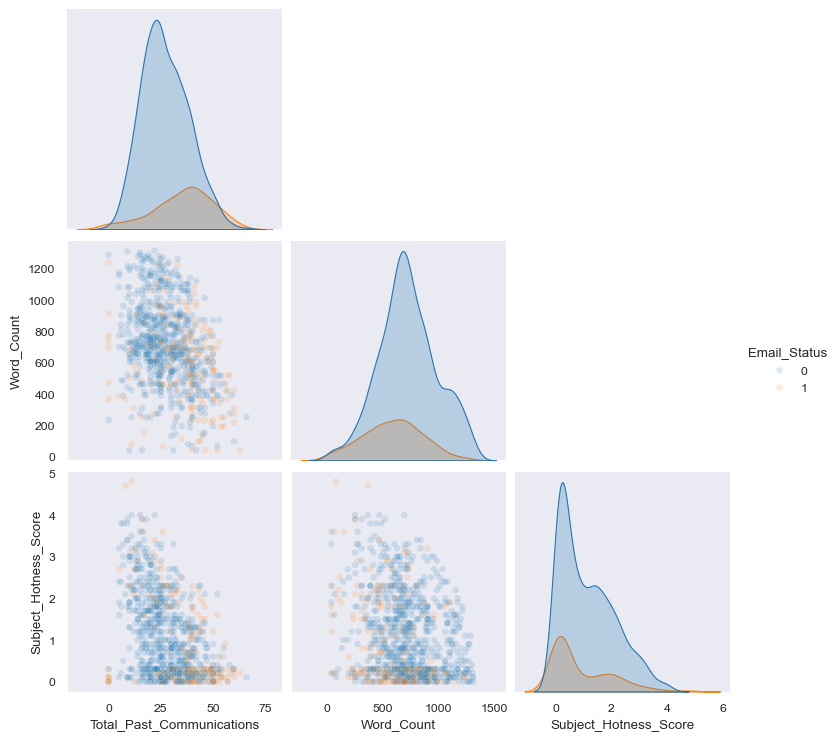 Word_Count
1200
1000
800
600
400
200
0
Email_Status
0
1
Subject_Hotness_Score
5
4
3
2
1
0
0 25 50 75
Total_Past_Communications
0 500 1000 1500
Word_Count
0 2 4 6
Subject_Hotness_Score